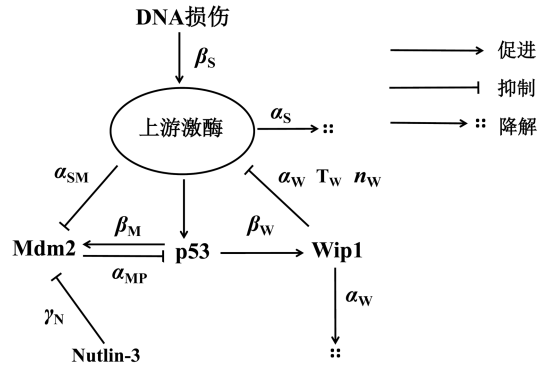 DNA损伤
βS
促进
抑制
降解
上游激酶
αS
αSM
αW TW nW
βM
βW
Mdm2
p53
Wip1
αMP
αW
γN
Nutlin-3